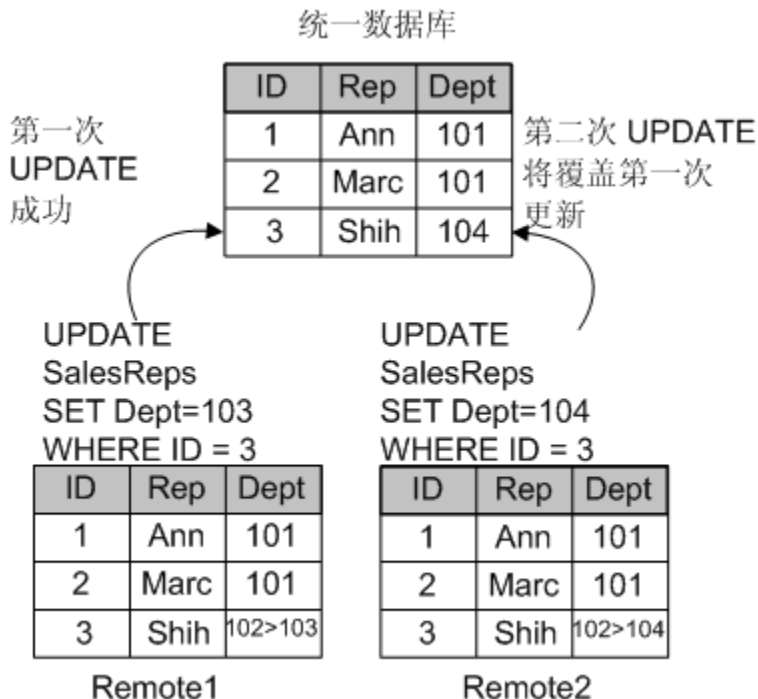 统一数据库
ID Rep Dept
1 Ann 101
2 Marc 101
3 Shih 104
第一次
UPDATE
成功
第二次 UPDATE
将覆盖第一次
更新
UPDATE
SalesReps
SET Dept=103
WHERE ID = 3
ID Rep Dept
1 Ann 101
2 Marc 101
3 Shih 102>103
Remote1
UPDATE
SalesReps
SET Dept=104
WHERE ID = 3
ID Rep Dept
1 Ann 101
2 Marc 101
3 Shih 102>104
Remote2